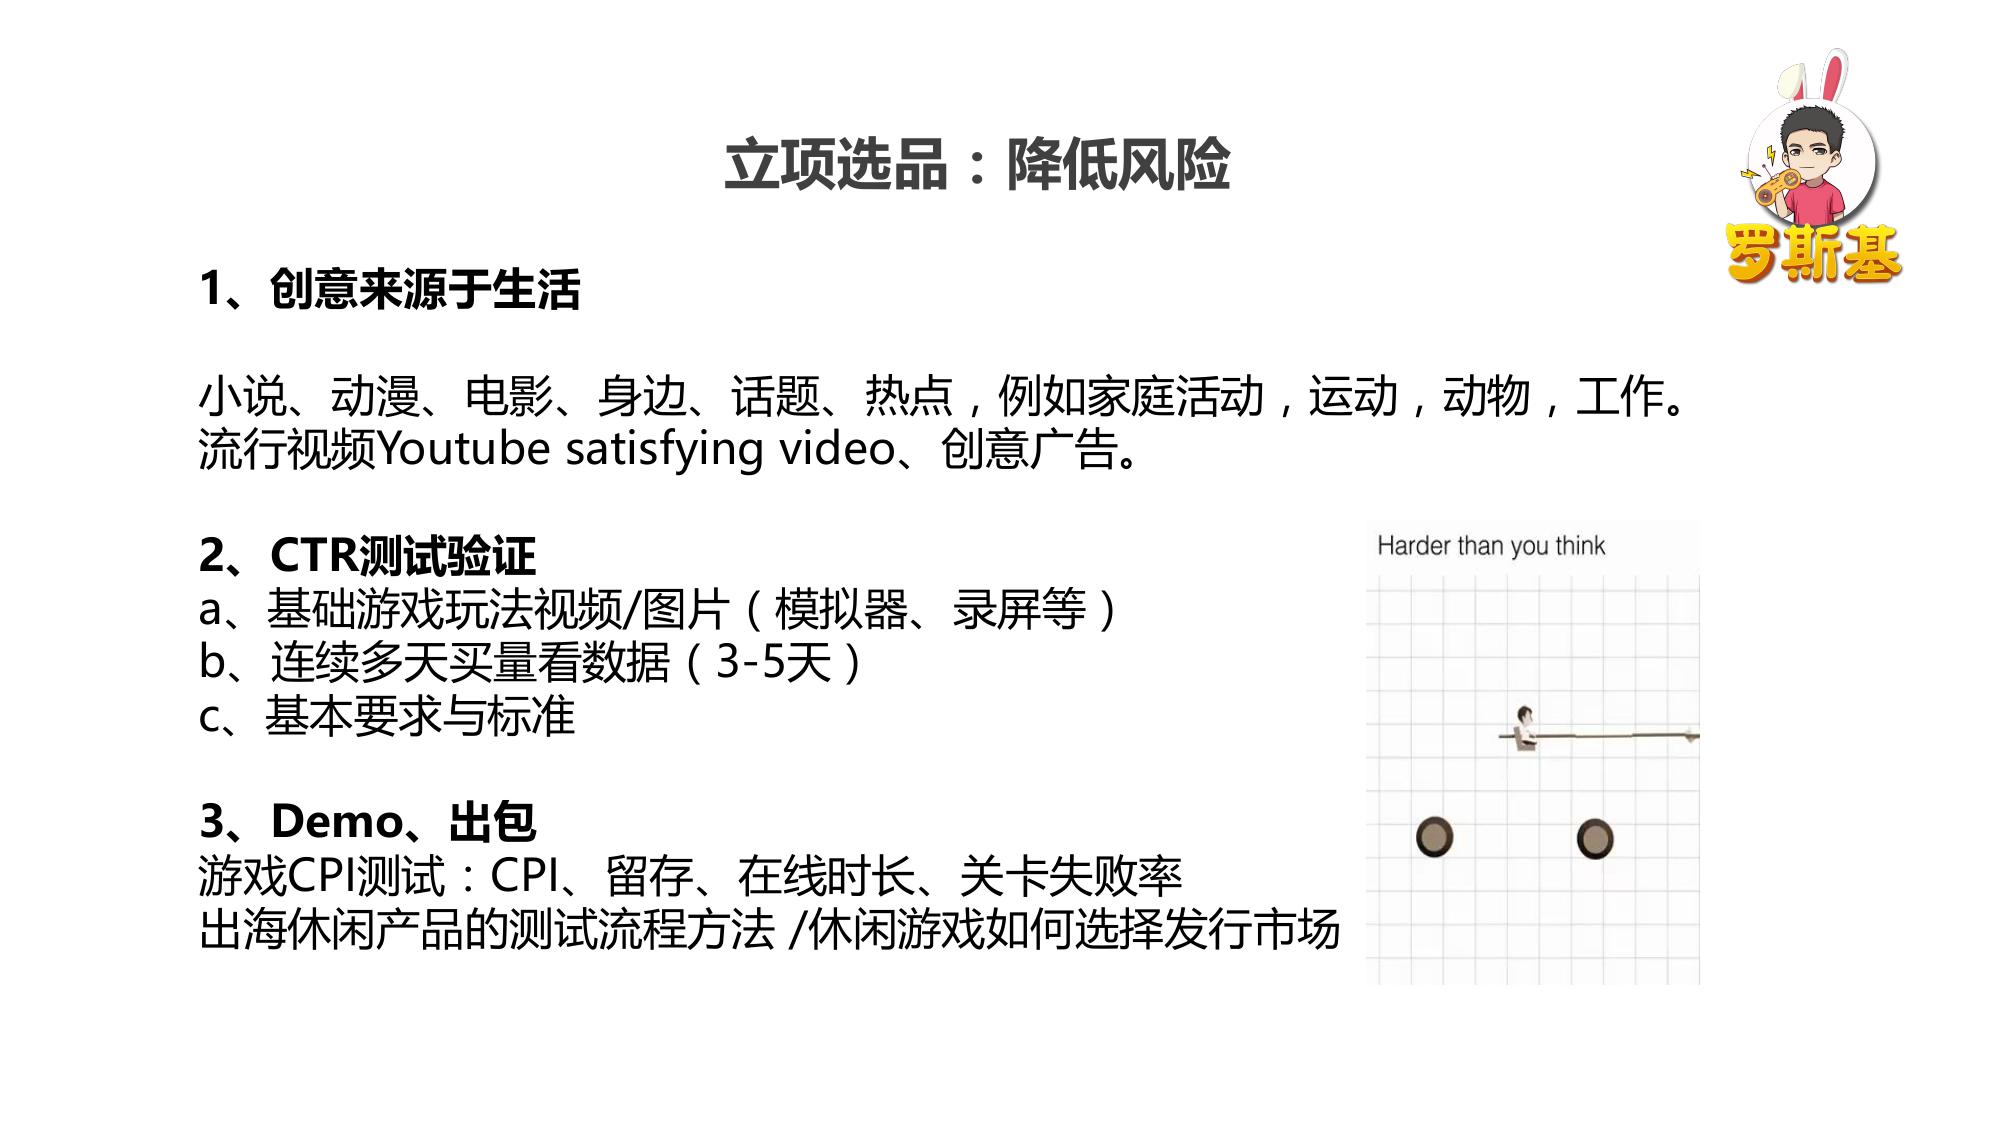 立项选品：降低风险
罗斯基
1、创意来源于生活
小说、动漫、电影、身边、话题、热点，例如家庭活动，运动，动物，工作。
流行视频Youtube satisfying video、创意广告。
2、CTR测试验证
a、基础游戏玩法视频/图片（模拟器、录屏等）
b、连续多天买量看数据（3-5天）
c、基本要求与标准
Harder than you think
3、Demo、出包
游戏CPI测试：CPI、留存、在线时长、关卡失败率
出海休闲产品的测试流程方法 /休闲游戏如何选择发行市场